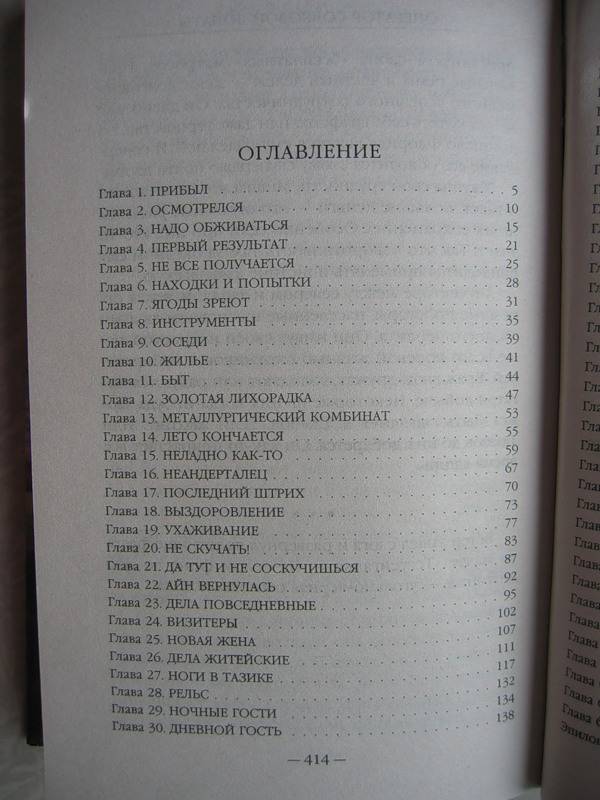 ОГЛАВЛЕНИЕ
Глава 1. ПРИБЫЛ . . . . . . . . . . 5
Глава 2. ОСМОТРЕЛСЯ . . . . . . . . . . 10
Глава 3. НАДО ОБЖИВАТЬСЯ . . . . . . . . . . 15
Глава 4. ПЕРВЫЙ РЕЗУЛЬТАТ . . . . . . . . . . 21
Глава 5. НЕ ВСЕ ПОЛУЧАЕТСЯ . . . . . . . . . . 25
Глава 6. НАХОДКИ И ПОПЫТКИ . . . . . . . . . . 28
Глава 7. ЯГОДЫ ЗРЕЮТ . . . . . . . . . . 31
Глава 8. ИНСТРУМЕНТЫ . . . . . . . . . . 35
Глава 9. СОСЕДИ . . . . . . . . . . 39
Глава 10. ЖИЛЬЕ . . . . . . . . . . 41
Глава 11. БЫТ . . . . . . . . . . 44
Глава 12. ЗОЛОТАЯ ЛИХОРАДКА . . . . . . . . . . 47
Глава 13. МЕТАЛЛУРГИЧЕСКИЙ КОМБИНАТ . . . . . . . . . . 53
Глава 14. ЛЕТО КОНЧАЕТСЯ . . . . . . . . . . 55
Глава 15. НЕЛАДНО КАК-ТО . . . . . . . . . . 59
Глава 16. НЕАНДЕРТАЛЕЦ . . . . . . . . . . 67
Глава 17. ПОСЛЕДНИЙ ШТРИХ . . . . . . . . . . 70
Глава 18. ВЫЗДОРОВЛЕНИЕ . . . . . . . . . . 73
Глава 19. УХАЖИВАНИЕ . . . . . . . . . . 77
Глава 20. НЕ СКУЧАТЬ! . . . . . . . . . . 83
Глава 21. ДА ТУТ И НЕ СОСКУЧИШЬСЯ . . . . . . . . . . 87
Глава 22. АЙН ВЕРНУЛАСЬ . . . . . . . . . . 92
Глава 23. ДЕЛА ПОВСЕДНЕВНЫЕ . . . . . . . . . . 95
Глава 24. ВИЗИТЕРЫ . . . . . . . . . . 102
Глава 25. НОВАЯ ЖЕНА . . . . . . . . . . 107
Глава 26. ДЕЛА ЖИТЕЙСКИЕ . . . . . . . . . . 111
Глава 27. НОГИ В ТАЗИКЕ . . . . . . . . . . 117
Глава 28. РЕЛЬС . . . . . . . . . . 132
Глава 29. НОЧНЫЕ ГОСТИ . . . . . . . . . . 134
Глава 30. ДНЕВНОЙ ГОСТЬ . . . . . . . . . . 138
— 414 —